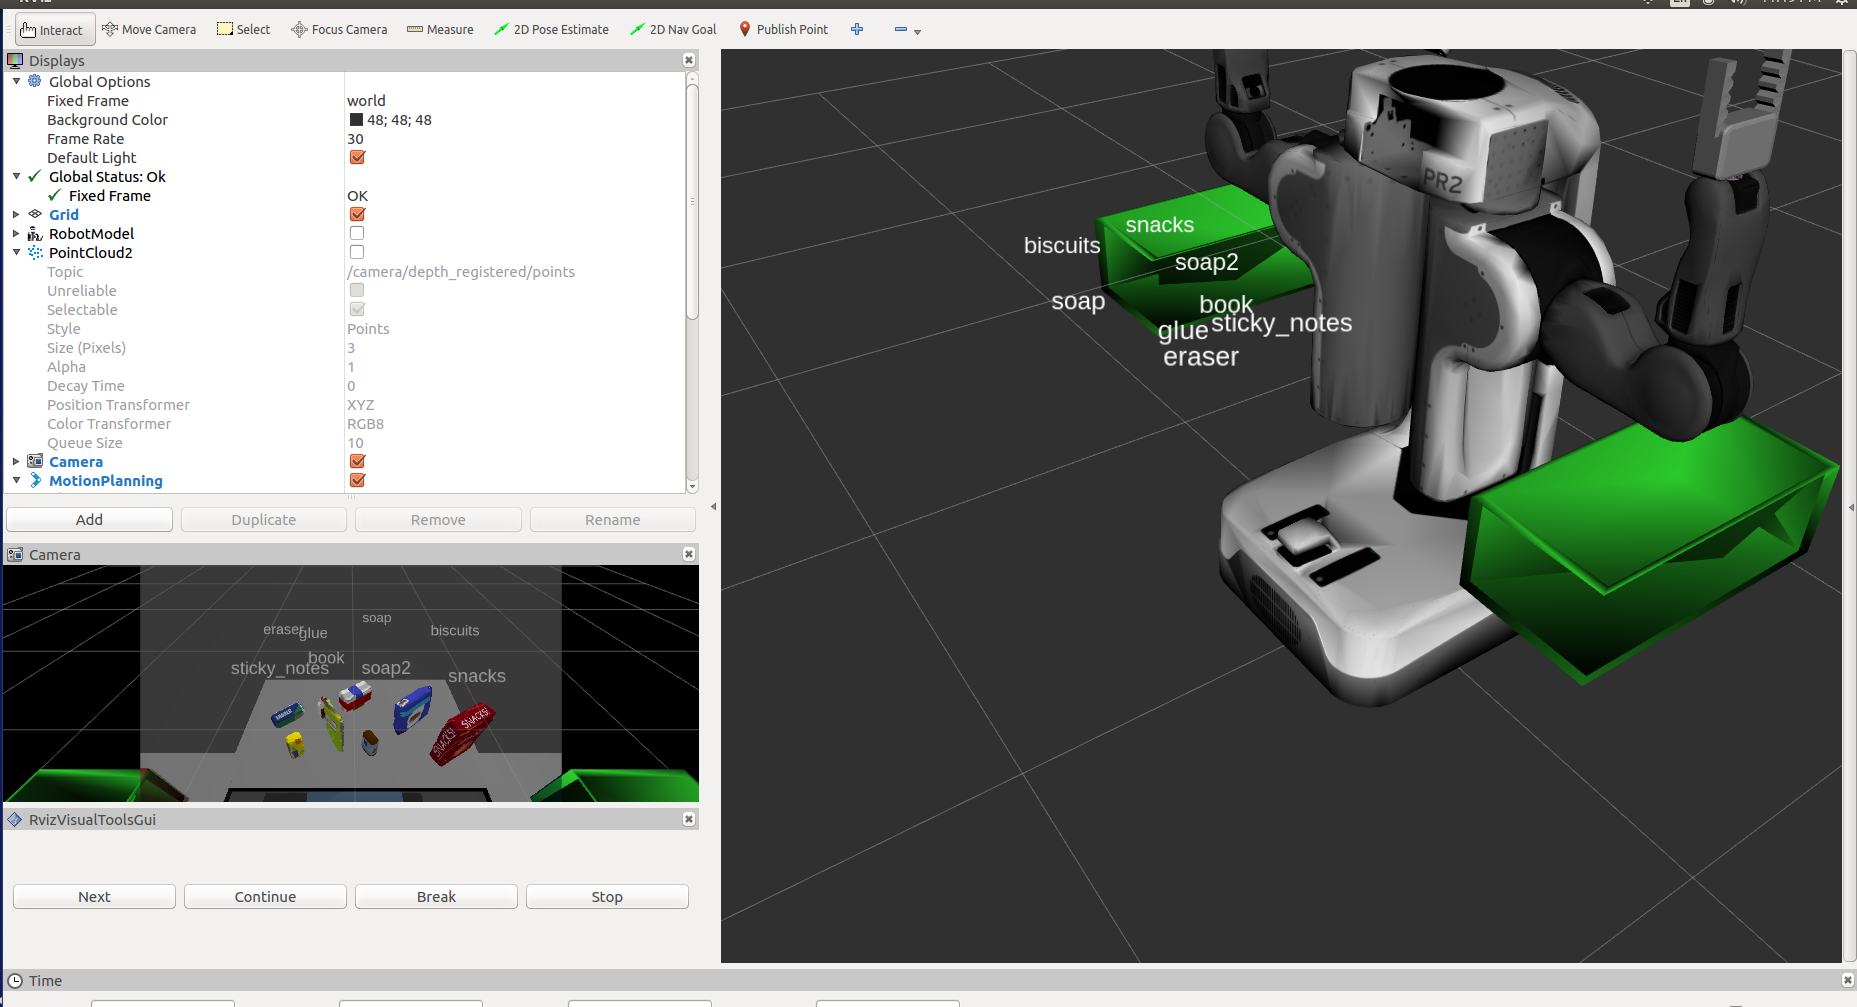 Interact Move Camera Select Focus Camera Measure 2D Pose Estimate 2D Nav Goal Publish Point
Displays
Global Options
Fixed Frame world
Background Color 48; 48; 48
Frame Rate 30
Default Light
Global Status: Ok
Fixed Frame OK
Grid
RobotModel
PointCloud2
Topic /camera/depth_registered/points
Unreliable
Selectable
Style Points
Size (Pixels) 3
Alpha 1
Decay Time 0
Position Transformer XYZ
Color Transformer RGB8
Queue Size 10
Camera
MotionPlanning
Add Duplicate Remove Rename
Camera
soap
eraser
glue
biscuits
book
sticky_notes
soap2
snacks
SNACKS!
SNACKS!
RvizVisualToolsGui
Next Continue Break Stop
PR2
snacks
biscuits
soap2
soap
book
sticky_notes
glue
eraser
Time